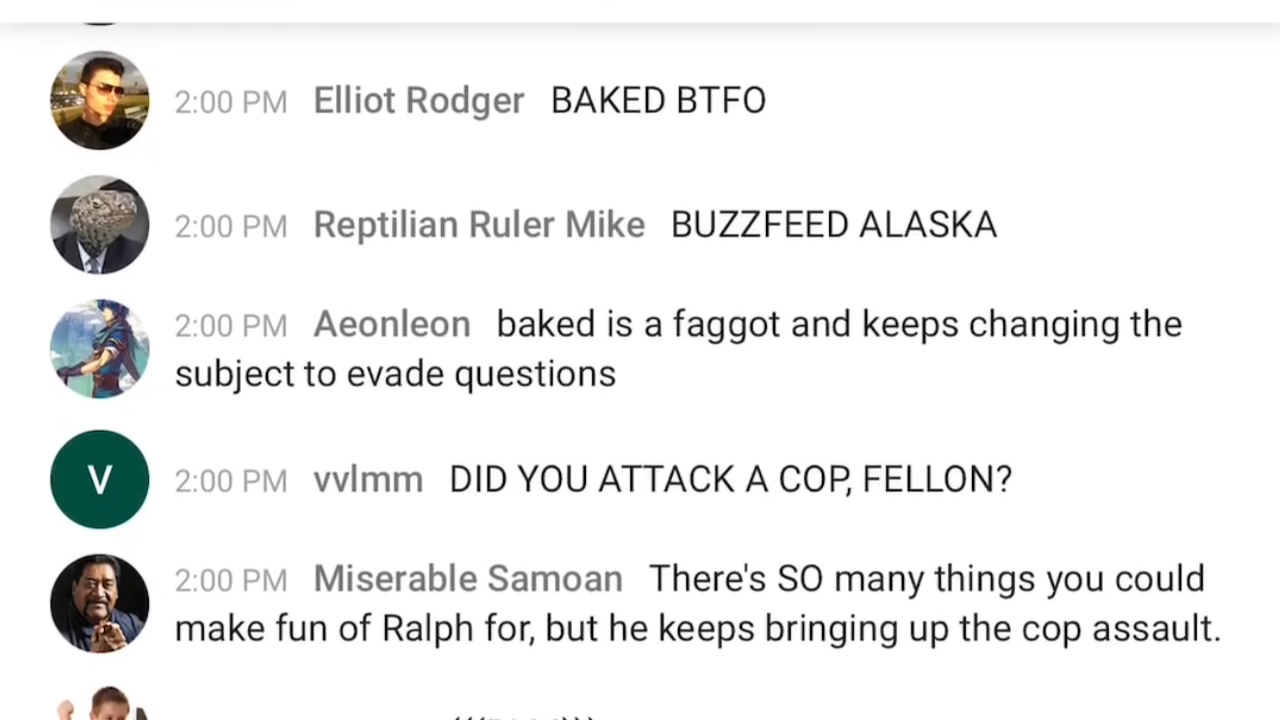 2:00 PM Elliot Rodger BAKED BTFO
2:00 PM Reptilian Ruler Mike BUZZFEED ALASKA
2:00 PM Aeonleon baked is a faggot and keeps changing the
subject to evade questions
V 2:00 PM vvlmm DID YOU ATTACK A COP, FELLON?
2:00 PM Miserable Samoan There's SO many things you could
make fun of Ralph for, but he keeps bringing up the cop assault.